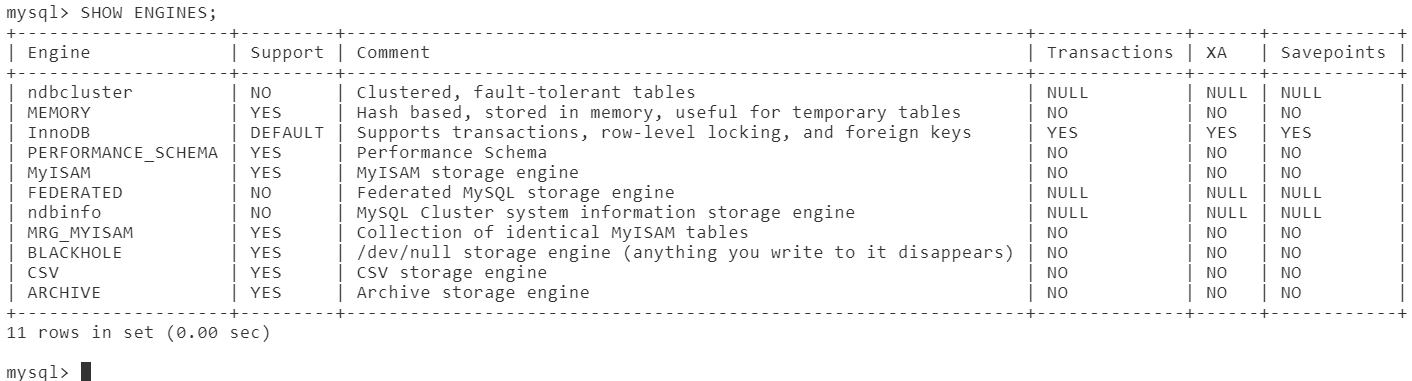 mysql> SHOW ENGINES;
+--------------------+---------+----------------------------------------------------------------+--------------+------+------------+
| Engine             | Support | Comment                                                        | Transactions | XA   | Savepoints |
+--------------------+---------+----------------------------------------------------------------+--------------+------+------------+
| ndbcluster         | NO      | Clustered, fault-tolerant tables                               | NULL         | NULL | NULL       |
| MEMORY             | YES     | Hash based, stored in memory, useful for temporary tables      | NO           | NO   | NO         |
| InnoDB             | DEFAULT | Supports transactions, row-level locking, and foreign keys     | YES          | YES  | YES        |
| PERFORMANCE_SCHEMA | YES     | Performance Schema                                             | NO           | NO   | NO         |
| MyISAM             | YES     | MyISAM storage engine                                          | NO           | NO   | NO         |
| FEDERATED          | NO      | Federated MySQL storage engine                                 | NULL         | NULL | NULL       |
| ndbinfo            | NO      | MySQL Cluster system information storage engine                | NULL         | NULL | NULL       |
| MRG_MYISAM         | YES     | Collection of identical MyISAM tables                          | NO           | NO   | NO         |
| BLACKHOLE          | YES     | /dev/null storage engine (anything you write to it disappears) | NO           | NO   | NO         |
| CSV                | YES     | CSV storage engine                                             | NO           | NO   | NO         |
| ARCHIVE            | YES     | Archive storage engine                                         | NO           | NO   | NO         |
+--------------------+---------+----------------------------------------------------------------+--------------+------+------------+
11 rows in set (0.00 sec)
mysql>